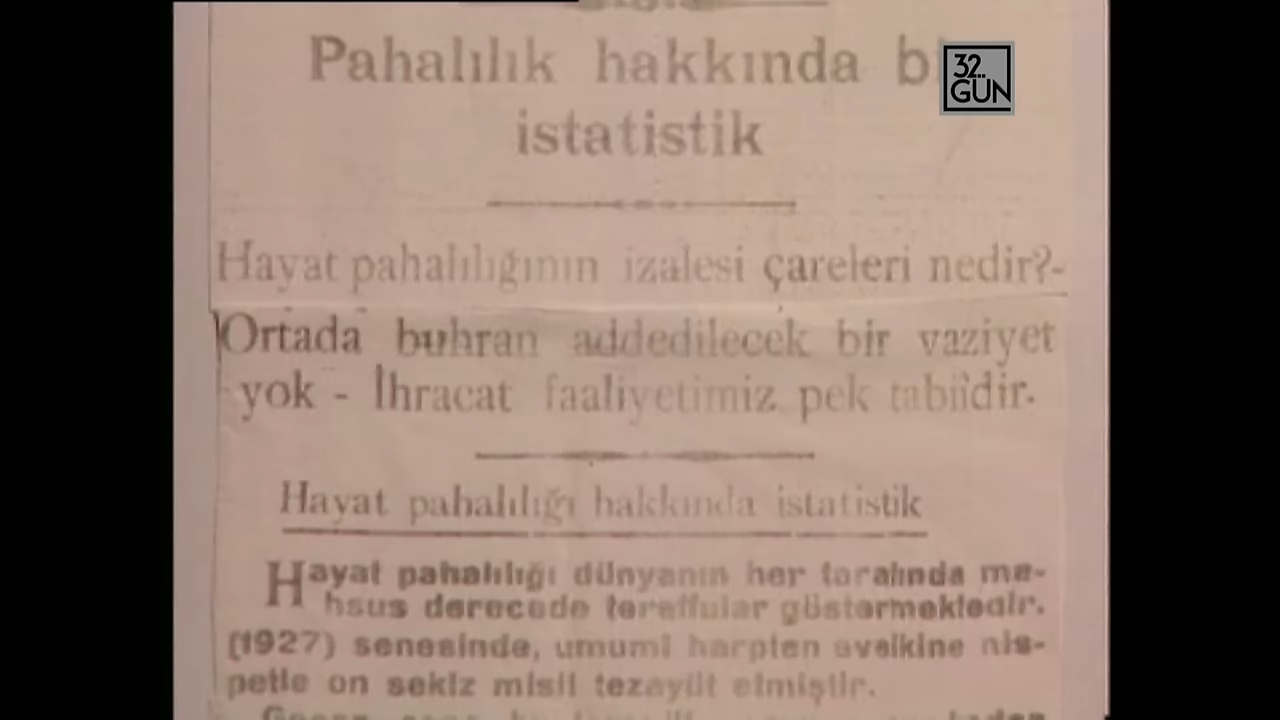 Pahalılık hakkında
32. GÜN
istatistik
Hayat pahalılığının izalesi çareleri nedir?-
Ortada buhran addedilecek bir vaziyet
yok - İhracat faaliyetimiz pek tabiîdir.
Hayat pahalılığı hakkında istatistik
Hayat pahalılığı dünyanın her tarafında ma-
hsus derecede tereffular göstermektedir.
(1927) senesinde, umumî harpten evelkine nis-
petle on sekiz misli tezayüt etmiştir.